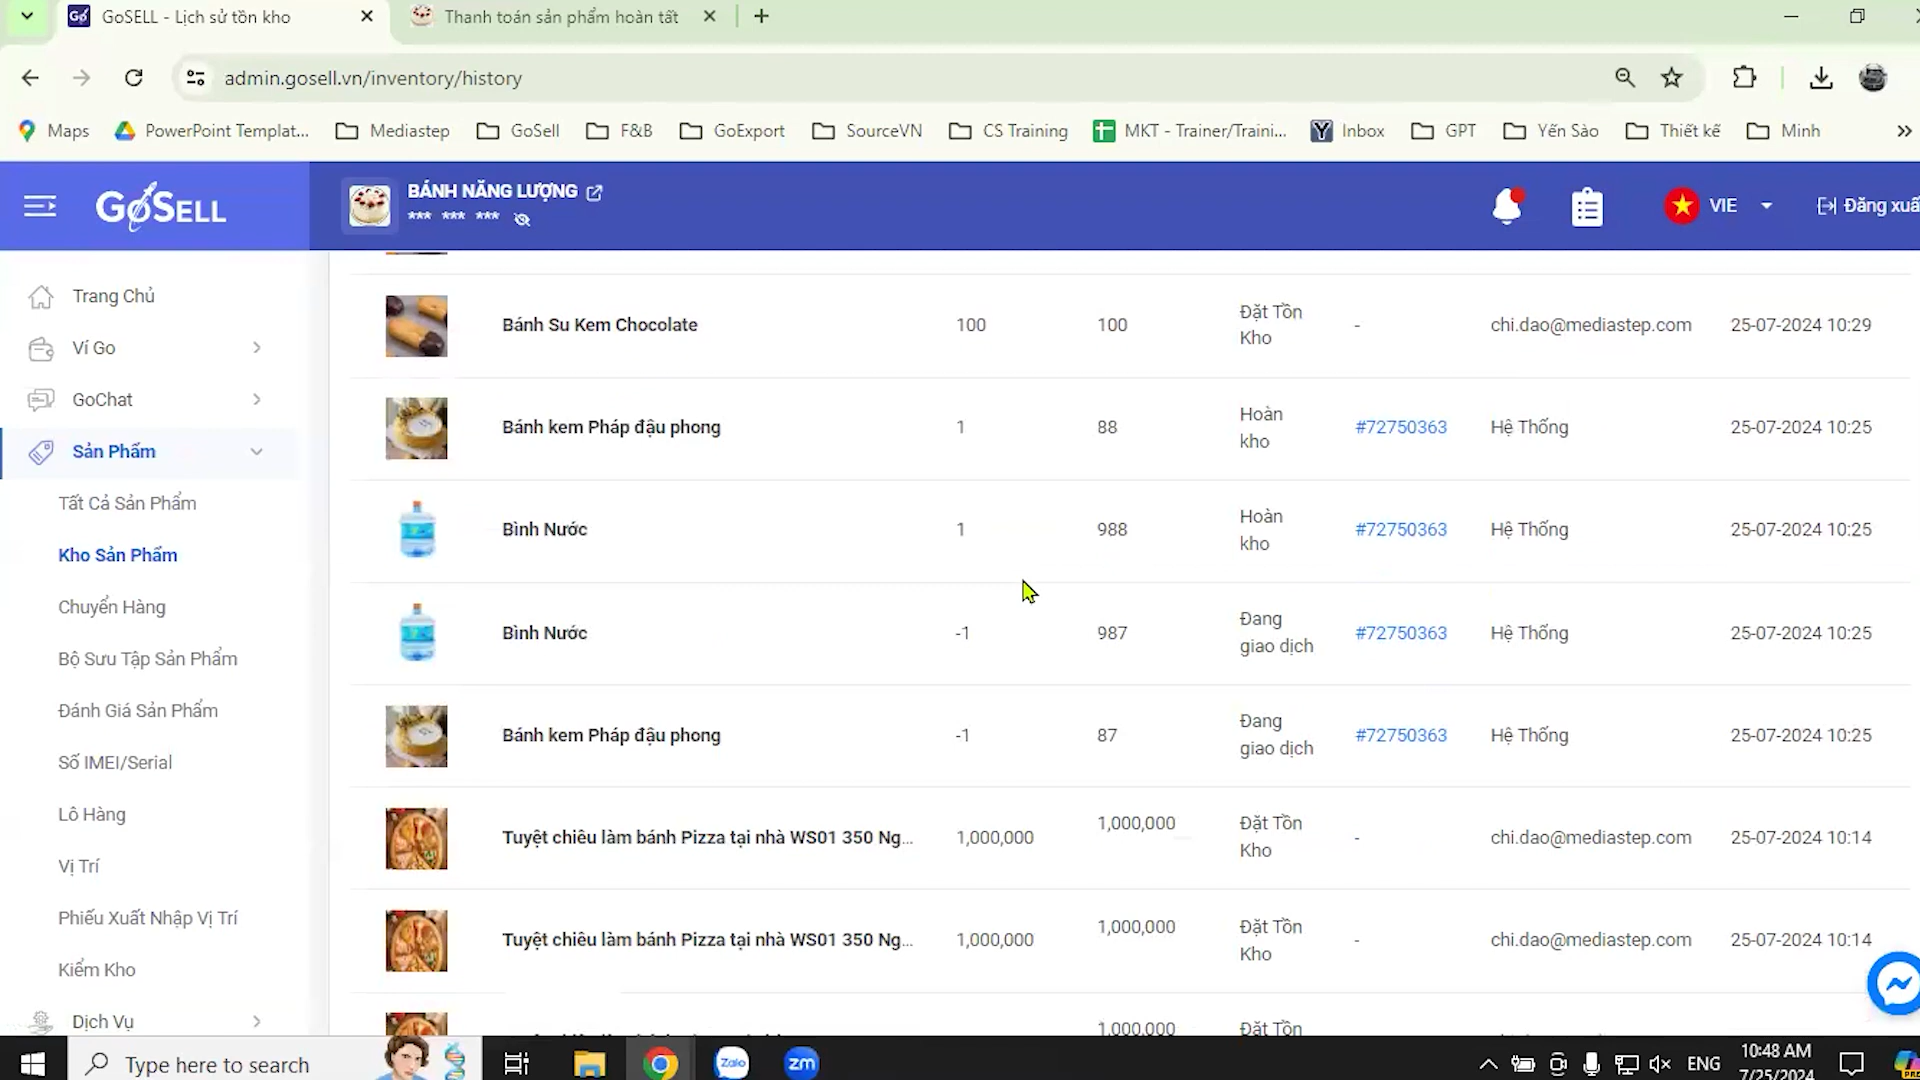 GoSELL - Lịch sử tồn kho
Thanh toán sản phẩm hoàn tất
admin.gosell.vn/inventory/history
Maps
PowerPoint Templat...
Mediastep
GoSell
F&B
GoExport
SourceVN
CS Training
MKT - Trainer/Traini...
Inbox
GPT
Yến Sào
Thiết kế
Minh
GoSELL
BÁNH NĂNG LƯỢNG
*** *** ***
VIE
Đăng xuấ
Trang Chủ
Ví Go
GoChat
Sản Phẩm
Tất Cả Sản Phẩm
Kho Sản Phẩm
Chuyển Hàng
Bộ Sưu Tập Sản Phẩm
Đánh Giá Sản Phẩm
Số IMEI/Serial
Lô Hàng
Vị Trí
Phiếu Xuất Nhập Vị Trí
Kiểm Kho
Dịch Vụ
Bánh Su Kem Chocolate 100 100 Đặt Tồn Kho - chi.dao@mediastep.com 25-07-2024 10:29
Bánh kem Pháp đậu phong 1 88 Hoàn kho #72750363 Hệ Thống 25-07-2024 10:25
Bình Nước 1 988 Hoàn kho #72750363 Hệ Thống 25-07-2024 10:25
Bình Nước -1 987 Đang giao dịch #72750363 Hệ Thống 25-07-2024 10:25
Bánh kem Pháp đậu phong -1 87 Đang giao dịch #72750363 Hệ Thống 25-07-2024 10:25
Tuyệt chiêu làm bánh Pizza tại nhà WS01 350 Ng... 1,000,000 1,000,000 Đặt Tồn Kho - chi.dao@mediastep.com 25-07-2024 10:14
Tuyệt chiêu làm bánh Pizza tại nhà WS01 350 Ng... 1,000,000 1,000,000 Đặt Tồn Kho - chi.dao@mediastep.com 25-07-2024 10:14
1,000,000 Đặt Tồn
Type here to search
Zalo
zm
ENG
10:48 AM
7/25/2024